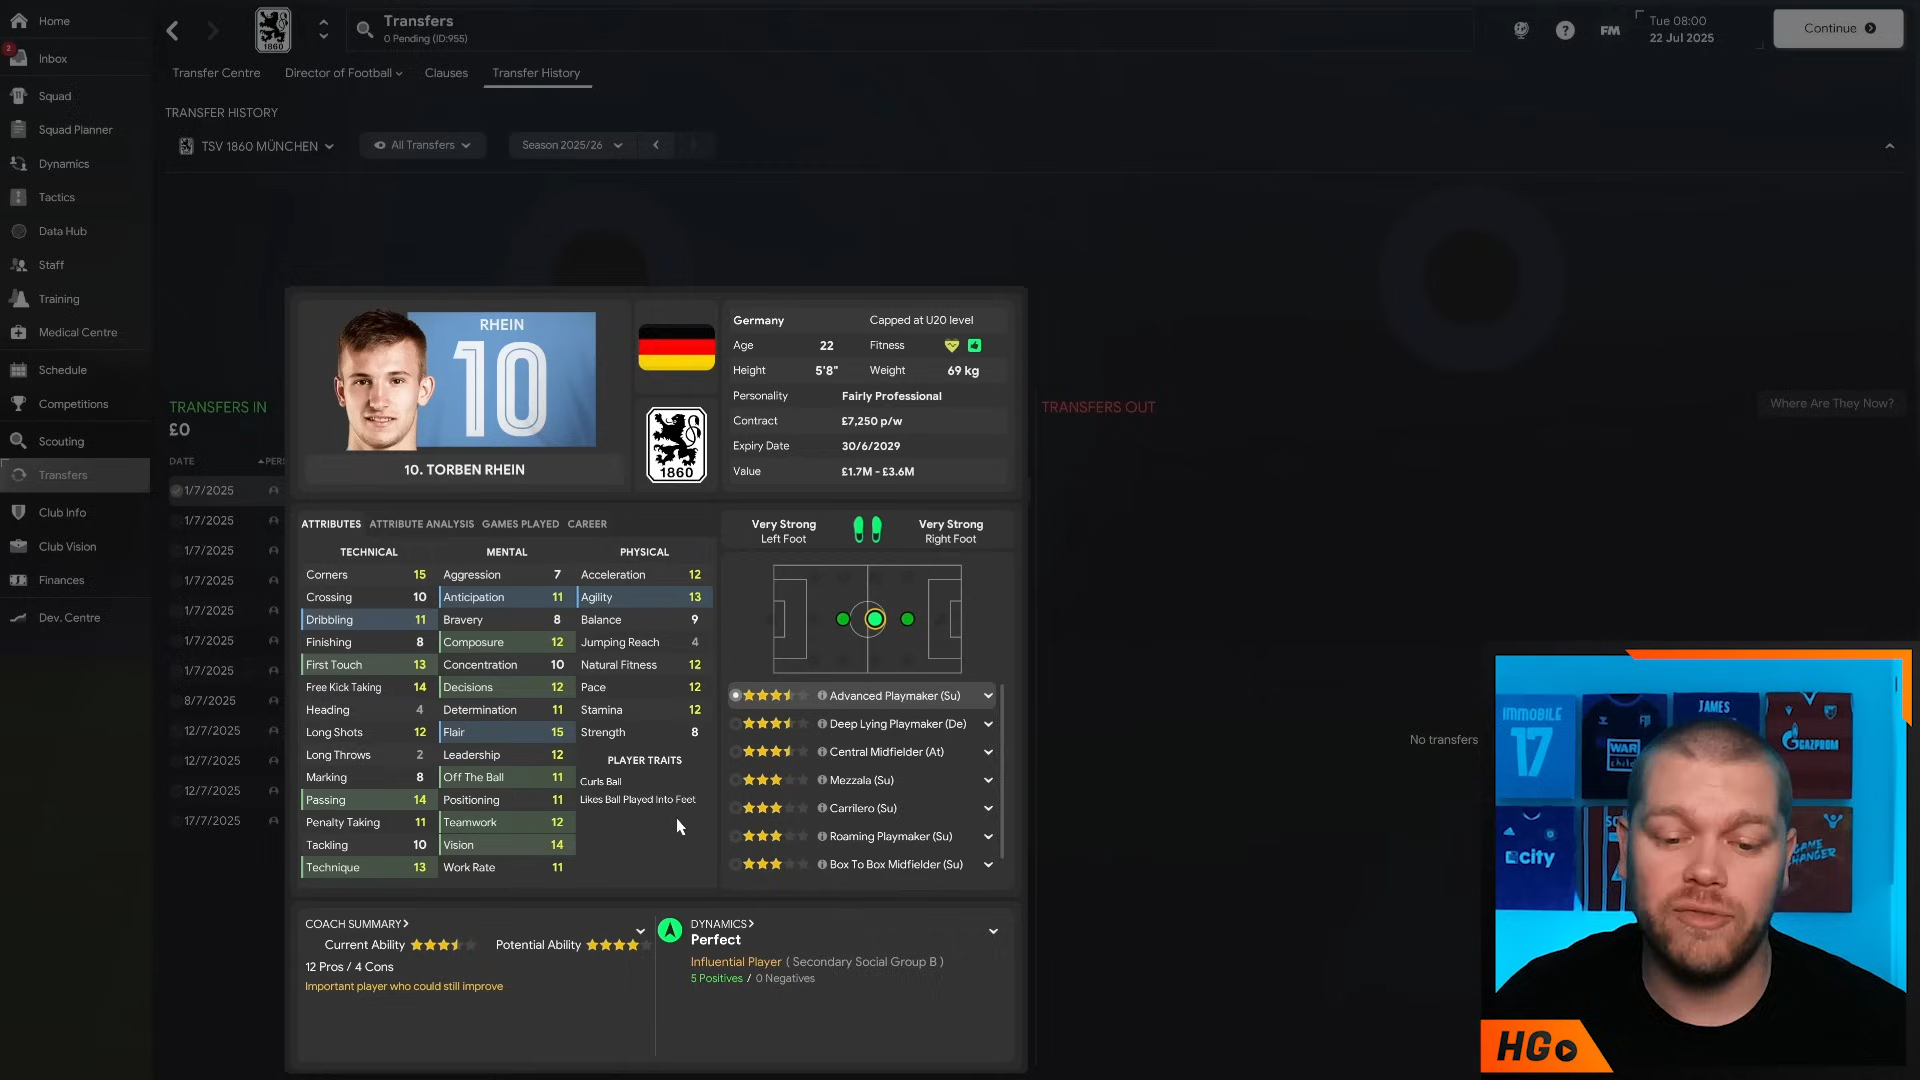 Home
2
Inbox
Squad
Squad Planner
Dynamics
Tactics
Data Hub
Staff
Training
Medical Centre
Schedule
Competitions
Scouting
Transfers
Club Info
Club Vision
Finances
Dev. Centre
1860
Transfers
0 Pending (ID:955)
FM
Tue 08:00
22 Jul 2025
Continue
Transfer Centre
Director of Football
Clauses
Transfer History
TRANSFER HISTORY
TSV 1860 MÜNCHEN
All Transfers
Season 2025/26
TRANSFERS IN
£0
DATE
PER
1/7/2025
1/7/2025
1/7/2025
1/7/2025
1/7/2025
1/7/2025
1/7/2025
8/7/2025
12/7/2025
12/7/2025
12/7/2025
17/7/2025
TRANSFERS OUT
Where Are They Now?
No transfers
RHEIN
10
10. TORBEN RHEIN
1860
Germany
Capped at U20 level
Age 22 Fitness
Height 5'8" Weight 69 kg
Personality Fairly Professional
Contract £7,250 p/w
Expiry Date 30/6/2029
Value £1.7M - £3.6M
ATTRIBUTES ATTRIBUTE ANALYSIS GAMES PLAYED CAREER
TECHNICAL MENTAL PHYSICAL
Corners 15 Aggression 7 Acceleration 12
Crossing 10 Anticipation 11 Agility 13
Dribbling 11 Bravery 8 Balance 9
Finishing 8 Composure 12 Jumping Reach 4
First Touch 13 Concentration 10 Natural Fitness 12
Free Kick Taking 14 Decisions 12 Pace 12
Heading 4 Determination 11 Stamina 12
Long Shots 12 Flair 15 Strength 8
Long Throws 2 Leadership 12 PLAYER TRAITS
Marking 8 Off The Ball 11 Curls Ball
Passing 14 Positioning 11 Likes Ball Played Into Feet
Penalty Taking 11 Teamwork 12
Tackling 10 Vision 14
Technique 13 Work Rate 11
Very Strong
Left Foot
Very Strong
Right Foot
Advanced Playmaker (Su)
Deep Lying Playmaker (De)
Central Midfielder (At)
Mezzala (Su)
Carrilero (Su)
Roaming Playmaker (Su)
Box To Box Midfielder (Su)
COACH SUMMARY
Current Ability Potential Ability
12 Pros / 4 Cons
Important player who could still improve
DYNAMICS
Perfect
Influential Player ( Secondary Social Group B )
5 Positives / 0 Negatives
IMMOBILE
17
WAR
child
JAMES
GAZPROM
city
GAME
CHANGER
HG